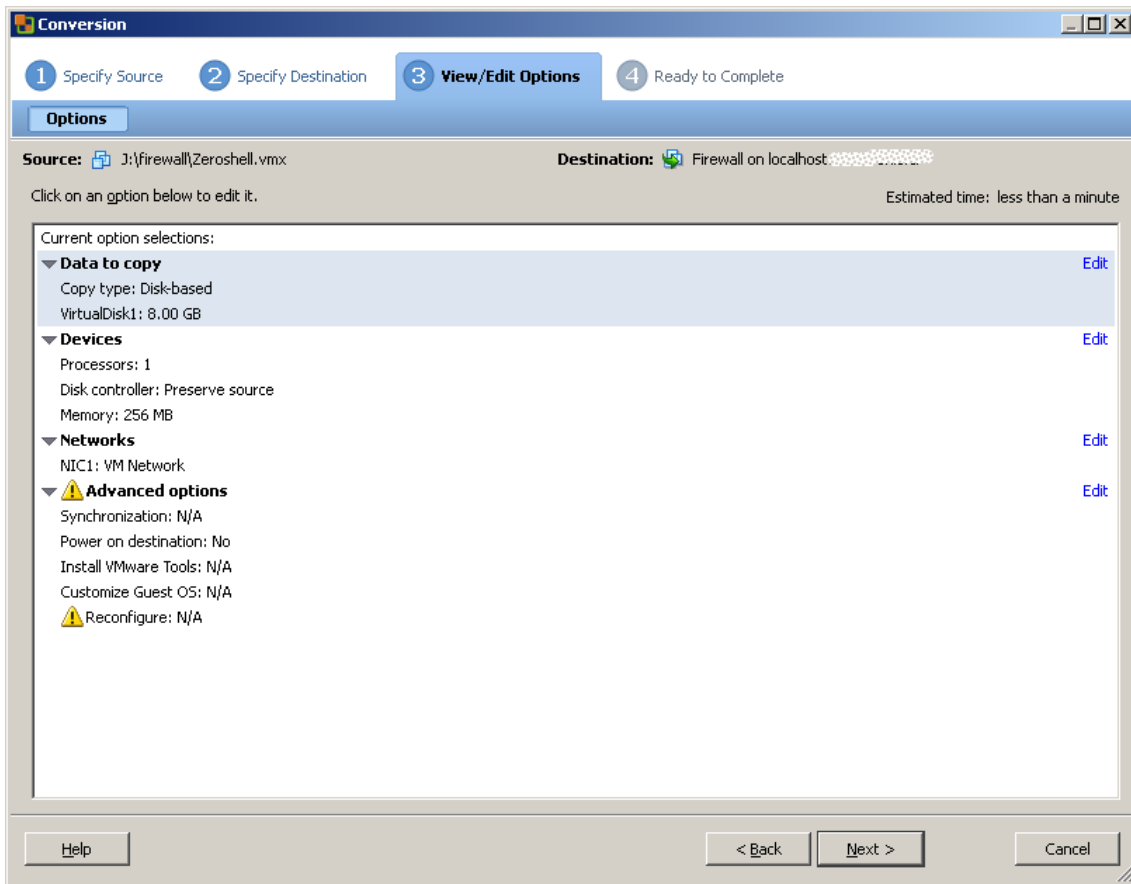 Conversion
1 Specify Source 2 Specify Destination 3 View/Edit Options 4 Ready to Complete
Options
Source: J:\firewall\Zeroshell.vmx Destination: Firewall on localhost.
Click on an option below to edit it. Estimated time: less than a minute
Current option selections:
Data to copy Edit
Copy type: Disk-based
VirtualDisk1: 8.00 GB
Devices Edit
Processors: 1
Disk controller: Preserve source
Memory: 256 MB
Networks Edit
NIC1: VM Network
Advanced options Edit
Synchronization: N/A
Power on destination: No
Install VMware Tools: N/A
Customize Guest OS: N/A
Reconfigure: N/A
Help < Back Next > Cancel